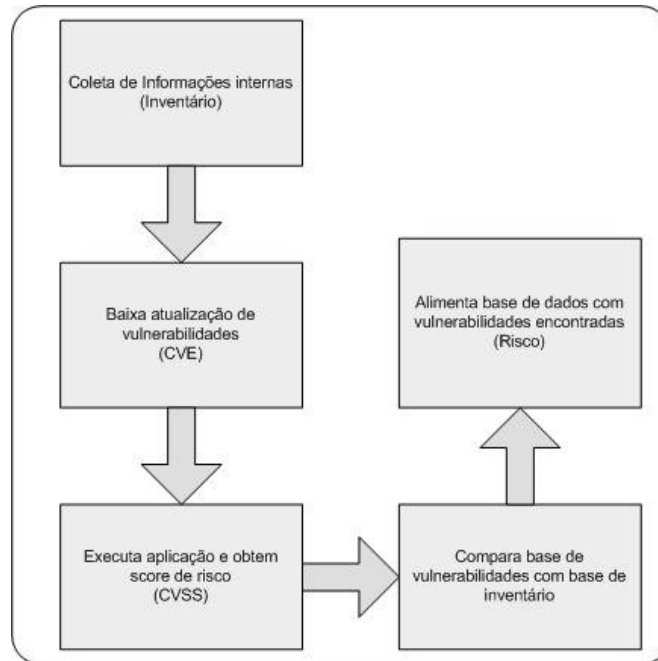 Coleta de Informações internas
(Inventário)
Baixa atualização de
vulnerabilidades
(CVE)
Executa aplicação e obtem
score de risco
(CVSS)
Compara base de
vulnerabilidades com base de
inventário
Alimenta base de dados com
vulnerabilidades encontradas
(Risco)